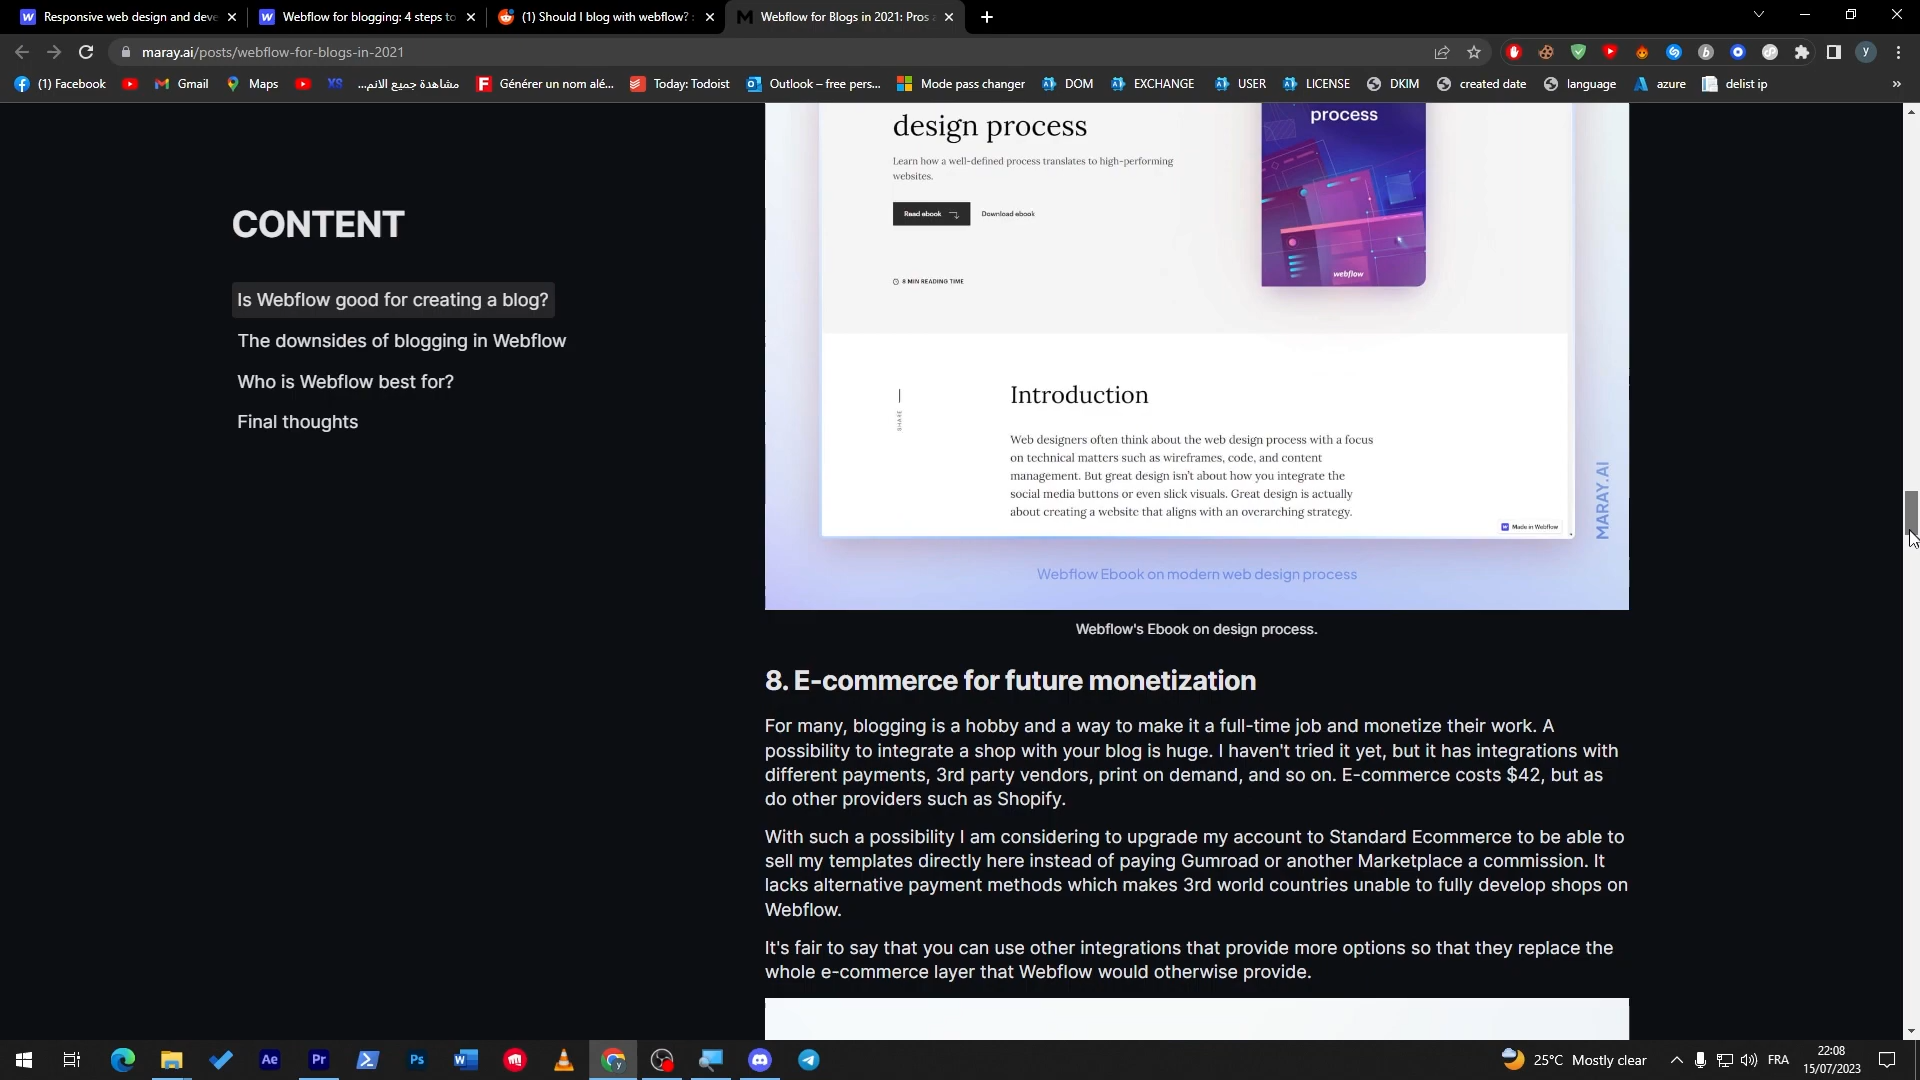 Responsive web design and deve
Webflow for blogging: 4 steps to
(1) Should I blog with webflow? :
Webflow for Blogs in 2021: Pros a
maray.ai/posts/webflow-for-blogs-in-2021
(1) Facebook
Gmail
Maps
مشاهدة جميع الانم...
Générer un nom alé...
Today: Todoist
Outlook – free pers...
Mode pass changer
DOM
EXCHANGE
USER
LICENSE
DKIM
created date
language
azure
delist ip
»
CONTENT
Is Webflow good for creating a blog?
The downsides of blogging in Webflow
Who is Webflow best for?
Final thoughts
design process
Learn how a well-defined process translates to high-performing
websites.
Read ebook
Download ebook
8 MIN READING TIME
process
webflow
SHARE
Introduction
Web designers often think about the web design process with a focus
on technical matters such as wireframes, code, and content
management. But great design isn't about how you integrate the
social media buttons or even slick visuals. Great design is actually
about creating a website that aligns with an overarching strategy.
Made in Webflow
MARAY.AI
Webflow Ebook on modern web design process
Webflow's Ebook on design process.
8. E-commerce for future monetization
For many, blogging is a hobby and a way to make it a full-time job and monetize their work. A
possibility to integrate a shop with your blog is huge. I haven't tried it yet, but it has integrations with
different payments, 3rd party vendors, print on demand, and so on. E-commerce costs $42, but as
do other providers such as Shopify.
With such a possibility I am considering to upgrade my account to Standard Ecommerce to be able to
sell my templates directly here instead of paying Gumroad or another Marketplace a commission. It
lacks alternative payment methods which makes 3rd world countries unable to fully develop shops on
Webflow.
It's fair to say that you can use other integrations that provide more options so that they replace the
whole e-commerce layer that Webflow would otherwise provide.
25°C Mostly clear
FRA
22:08
15/07/2023